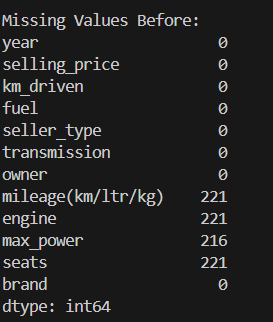 Missing Values Before:
year 0
selling_price 0
km_driven 0
fuel 0
seller_type 0
transmission 0
owner 0
mileage(km/ltr/kg) 221
engine 221
max_power 216
seats 221
brand 0
dtype: int64